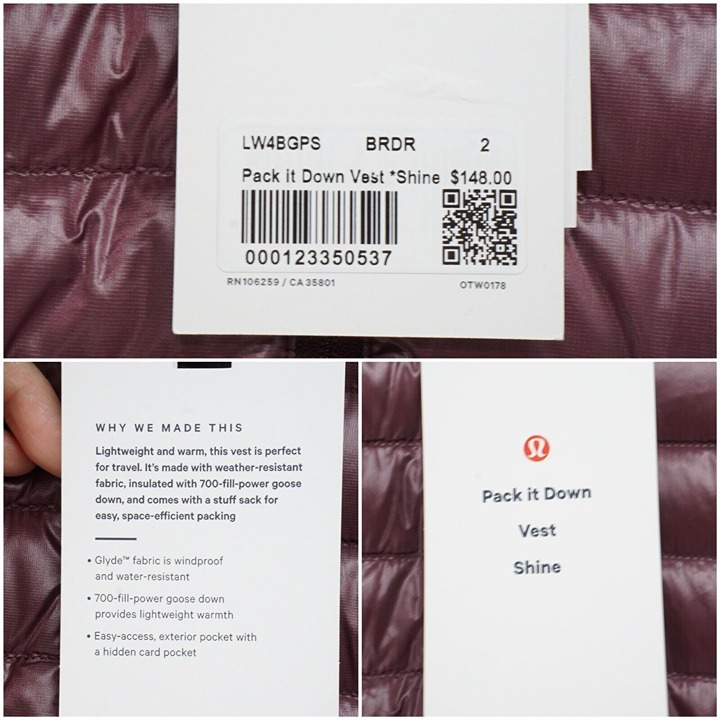 LW4BGPS BRDR 2
Pack it Down Vest *Shine $148.00
000123350537
RN106259 / CA35801 OTW0178
WHY WE MADE THIS
Lightweight and warm, this vest is perfect
for travel. It's made with weather-resistant
fabric, insulated with 700-fill-power goose
down, and comes with a stuff sack for
easy, space-efficient packing
• Glyde™ fabric is windproof
and water-resistant
• 700-fill-power goose down
provides lightweight warmth
• Easy-access, exterior pocket with
a hidden card pocket
Pack it Down
Vest
Shine